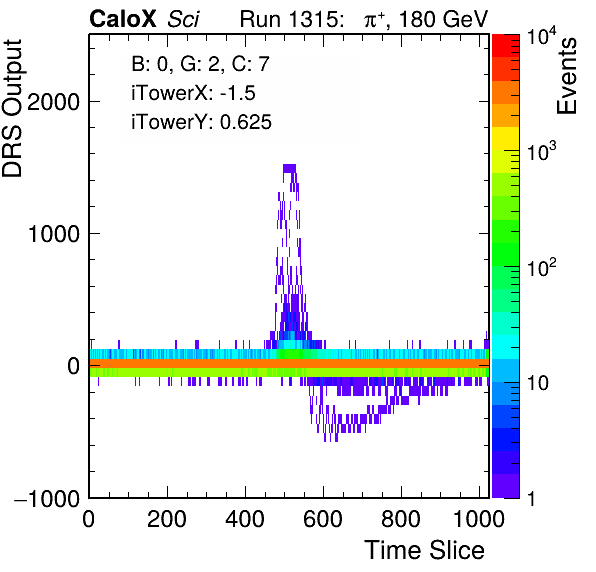 CaloX Sci Run 1315: π⁺, 180 GeV
B: 0, G: 2, C: 7
iTowerX: -1.5
iTowerY: 0.625
DRS Output
2000
1000
0
−1000
0 200 400 600 800 1000
Time Slice
Events
10⁴
10³
10²
10
1